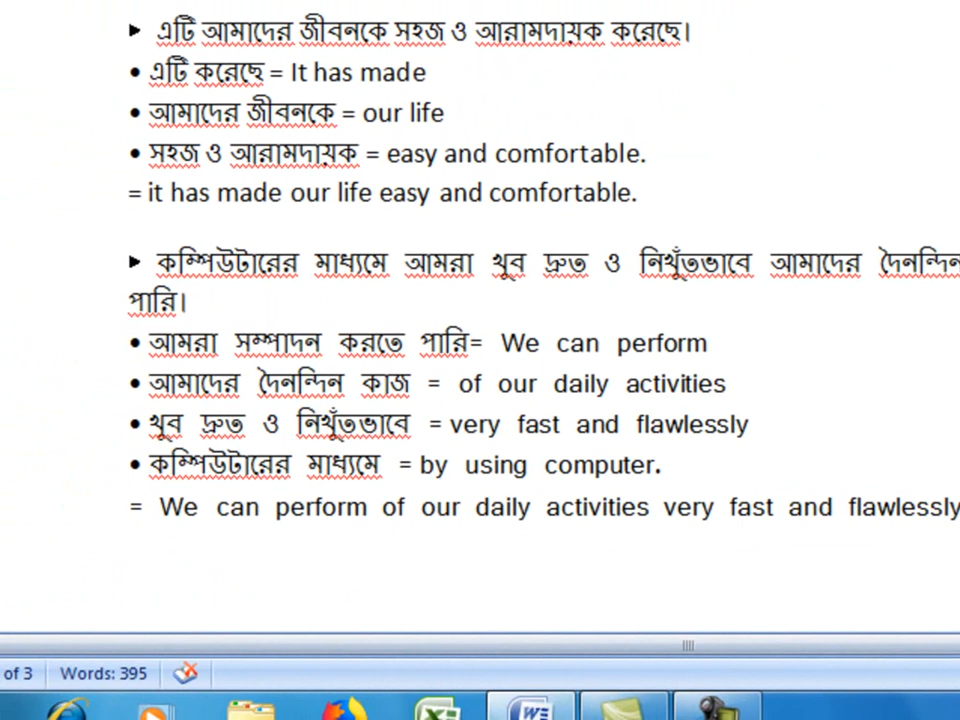 ► এটি আমাদের জীবনকে সহজ ও আরামদায়ক করেছে।
• এটি করেছে = It has made
• আমাদের জীবনকে = our life
• সহজ ও আরামদায়ক = easy and comfortable.
= it has made our life easy and comfortable.
► কম্পিউটারের মাধ্যমে আমরা খুব দ্রুত ও নিখুঁতভাবে আমাদের দৈনন্দিন
পারি।
• আমরা সম্পাদন করতে পারি= We can perform
• আমাদের দৈনন্দিন কাজ = of our daily activities
• খুব দ্রুত ও নিখুঁতভাবে = very fast and flawlessly
• কম্পিউটারের মাধ্যমে = by using computer.
= We can perform of our daily activities very fast and flawlessly
of 3 Words: 395